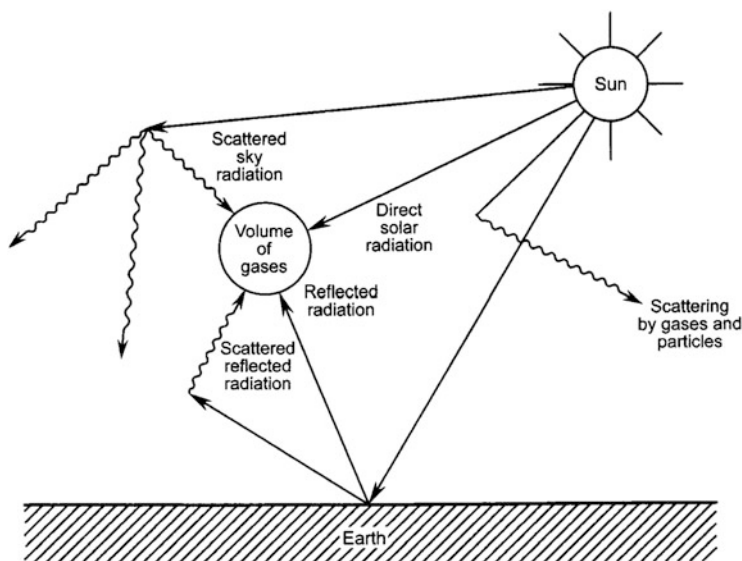 Sun
Scattered
sky
radiation
Direct
solar
radiation
Volume
of
gases
Reflected
radiation
Scattering
by gases and
particles
Scattered
reflected
radiation
Earth